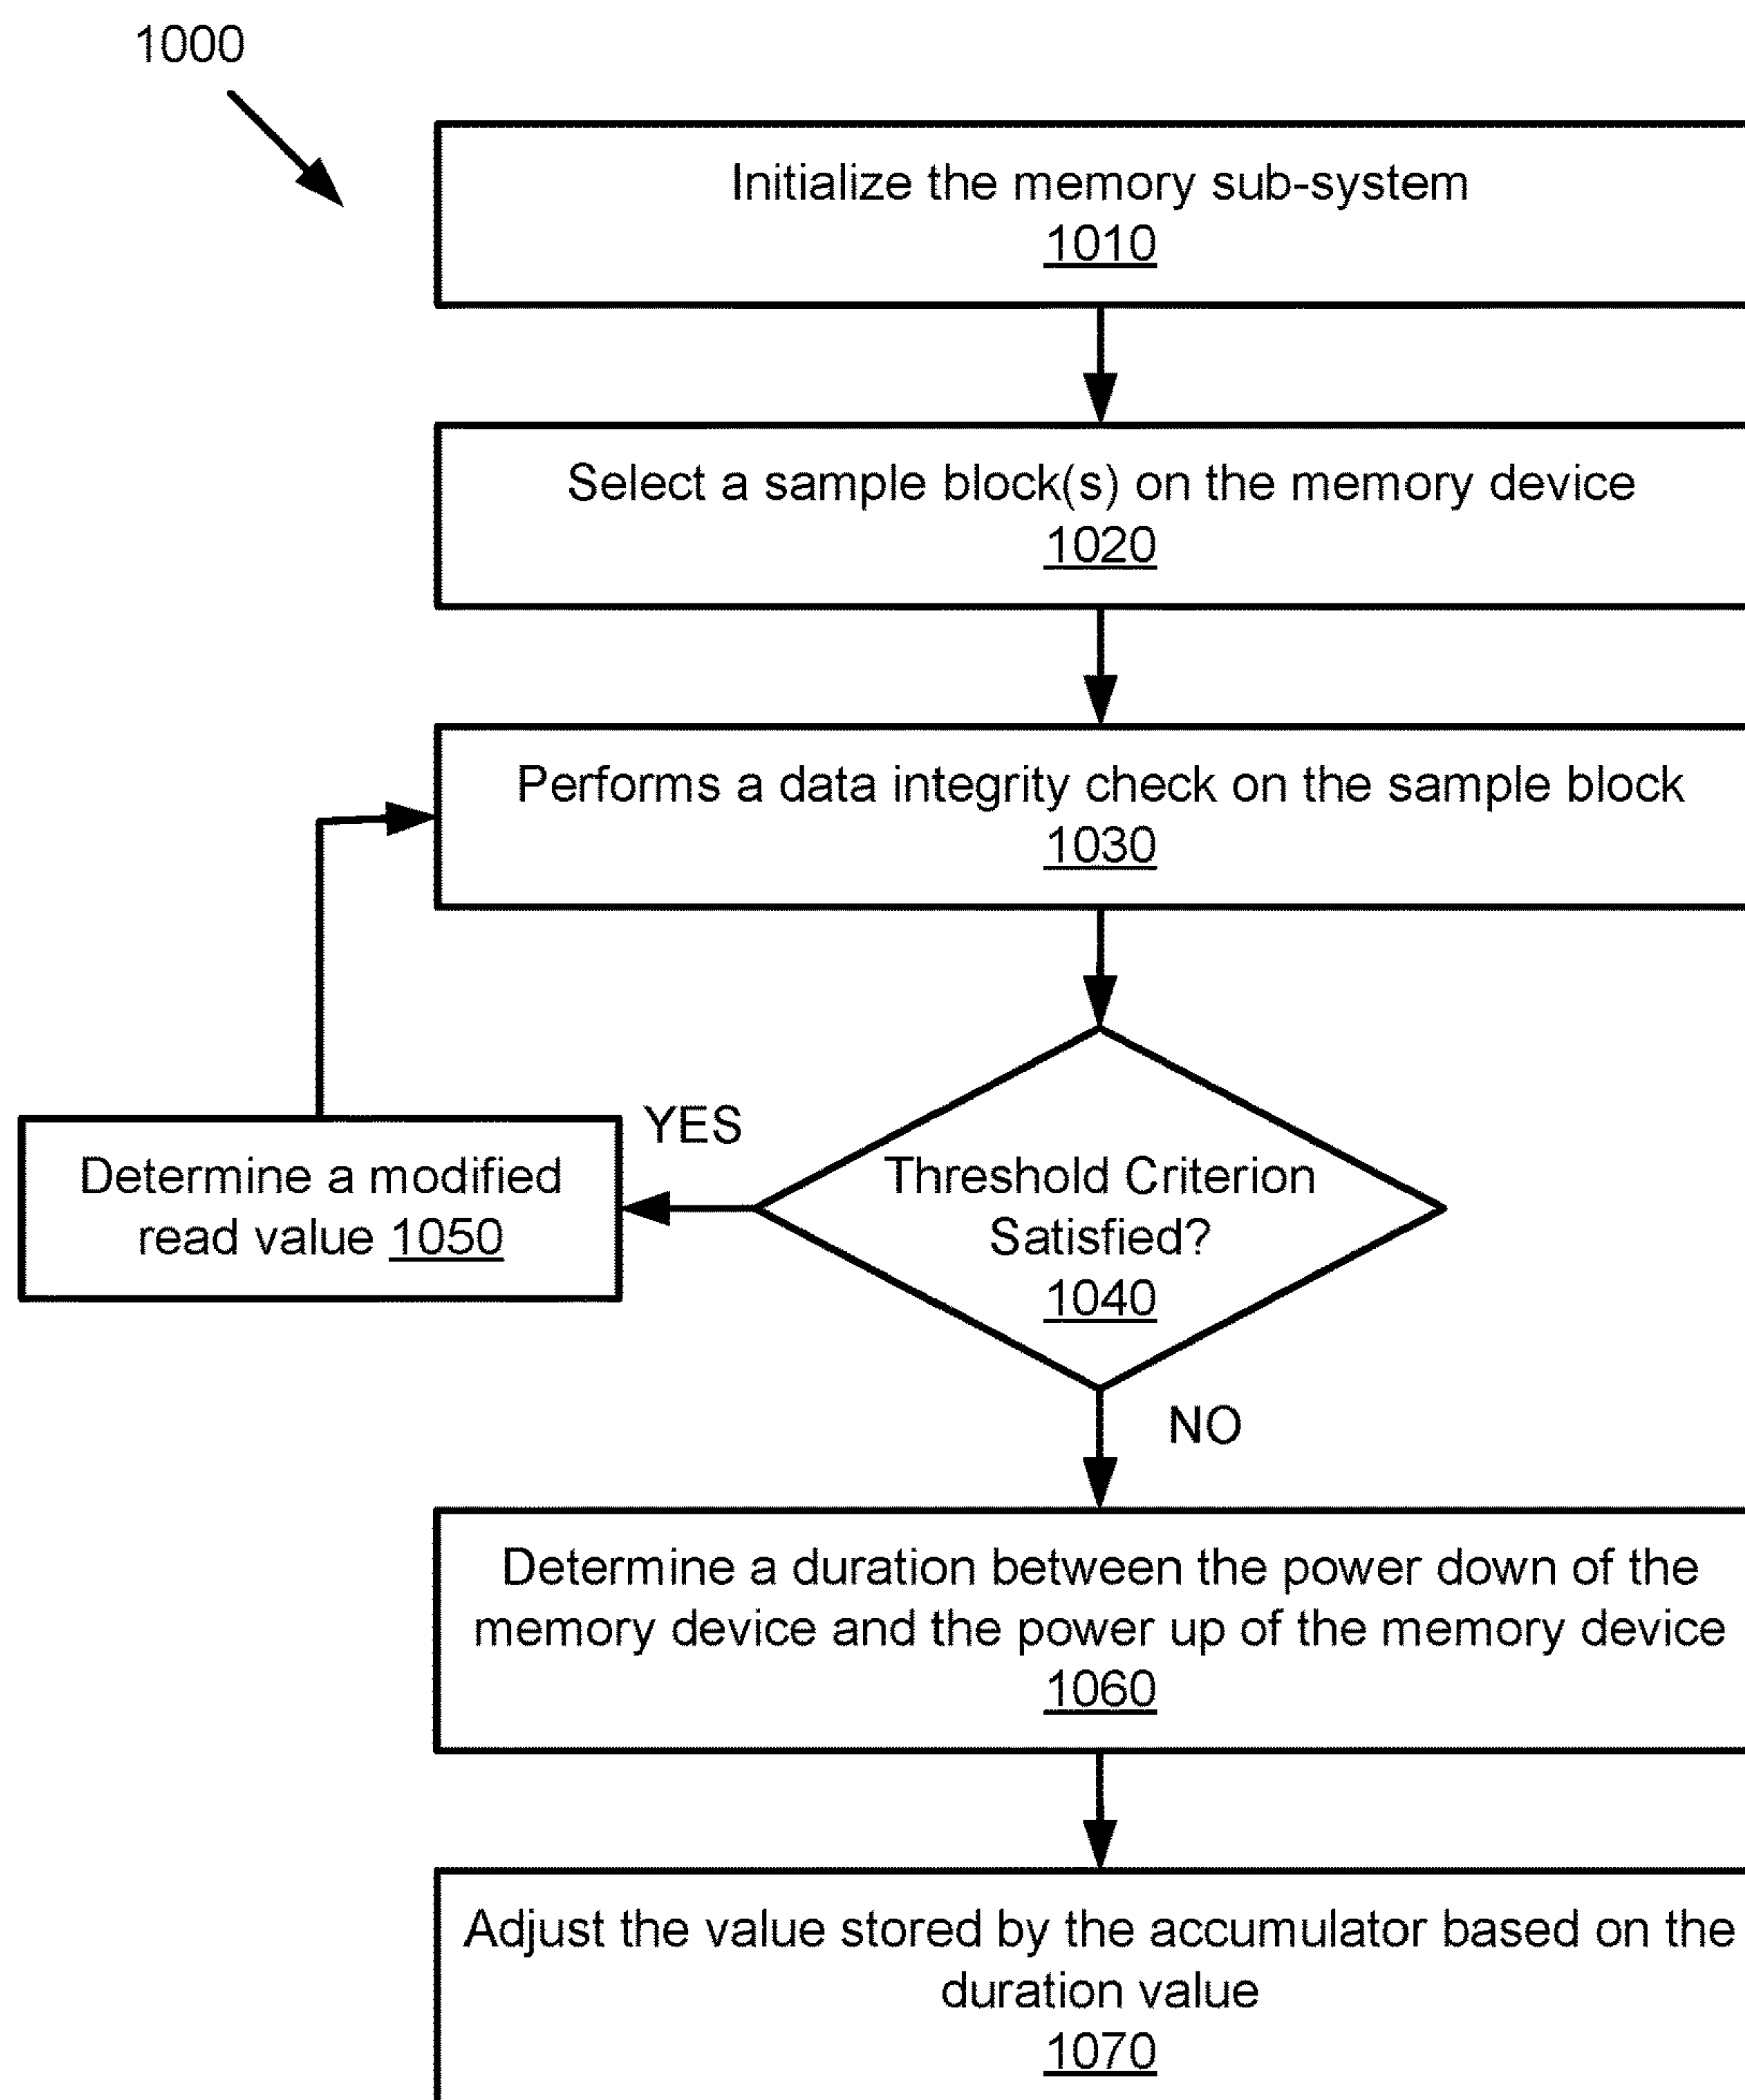 1000
Initialize the memory sub-system
1010
Select a sample block(s) on the memory device
1020
Performs a data integrity check on the sample block
1030
YES
Threshold Criterion
Satisfied?
1040
Determine a modified
read value 1050
NO
Determine a duration between the power down of the
memory device and the power up of the memory device
1060
Adjust the value stored by the accumulator based on the
duration value
1070